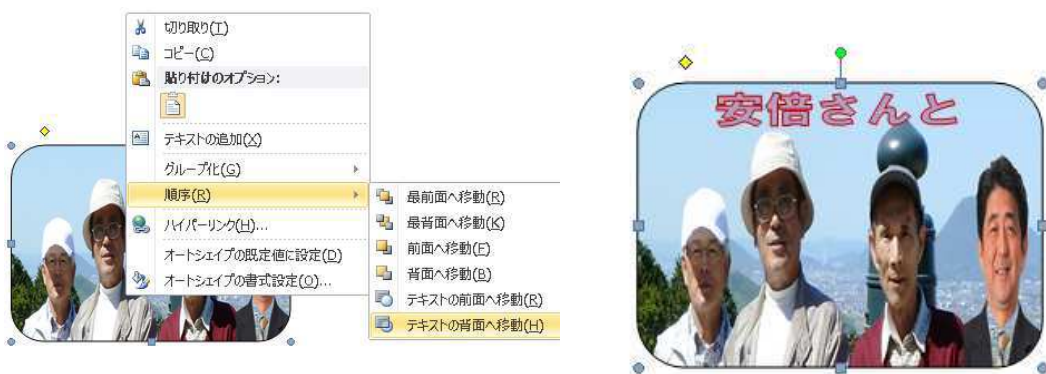 切り取り(T)
コピー(C)
貼り付けのオプション:
テキストの追加(X)
グループ化(G)
順序(R)
ハイパーリンク(H)...
オートシェイプの既定値に設定(D)
オートシェイプの書式設定(O)...
最前面へ移動(R)
最背面へ移動(K)
前面へ移動(F)
背面へ移動(B)
テキストの前面へ移動(R)
テキストの背面へ移動(H)
安倍さんと